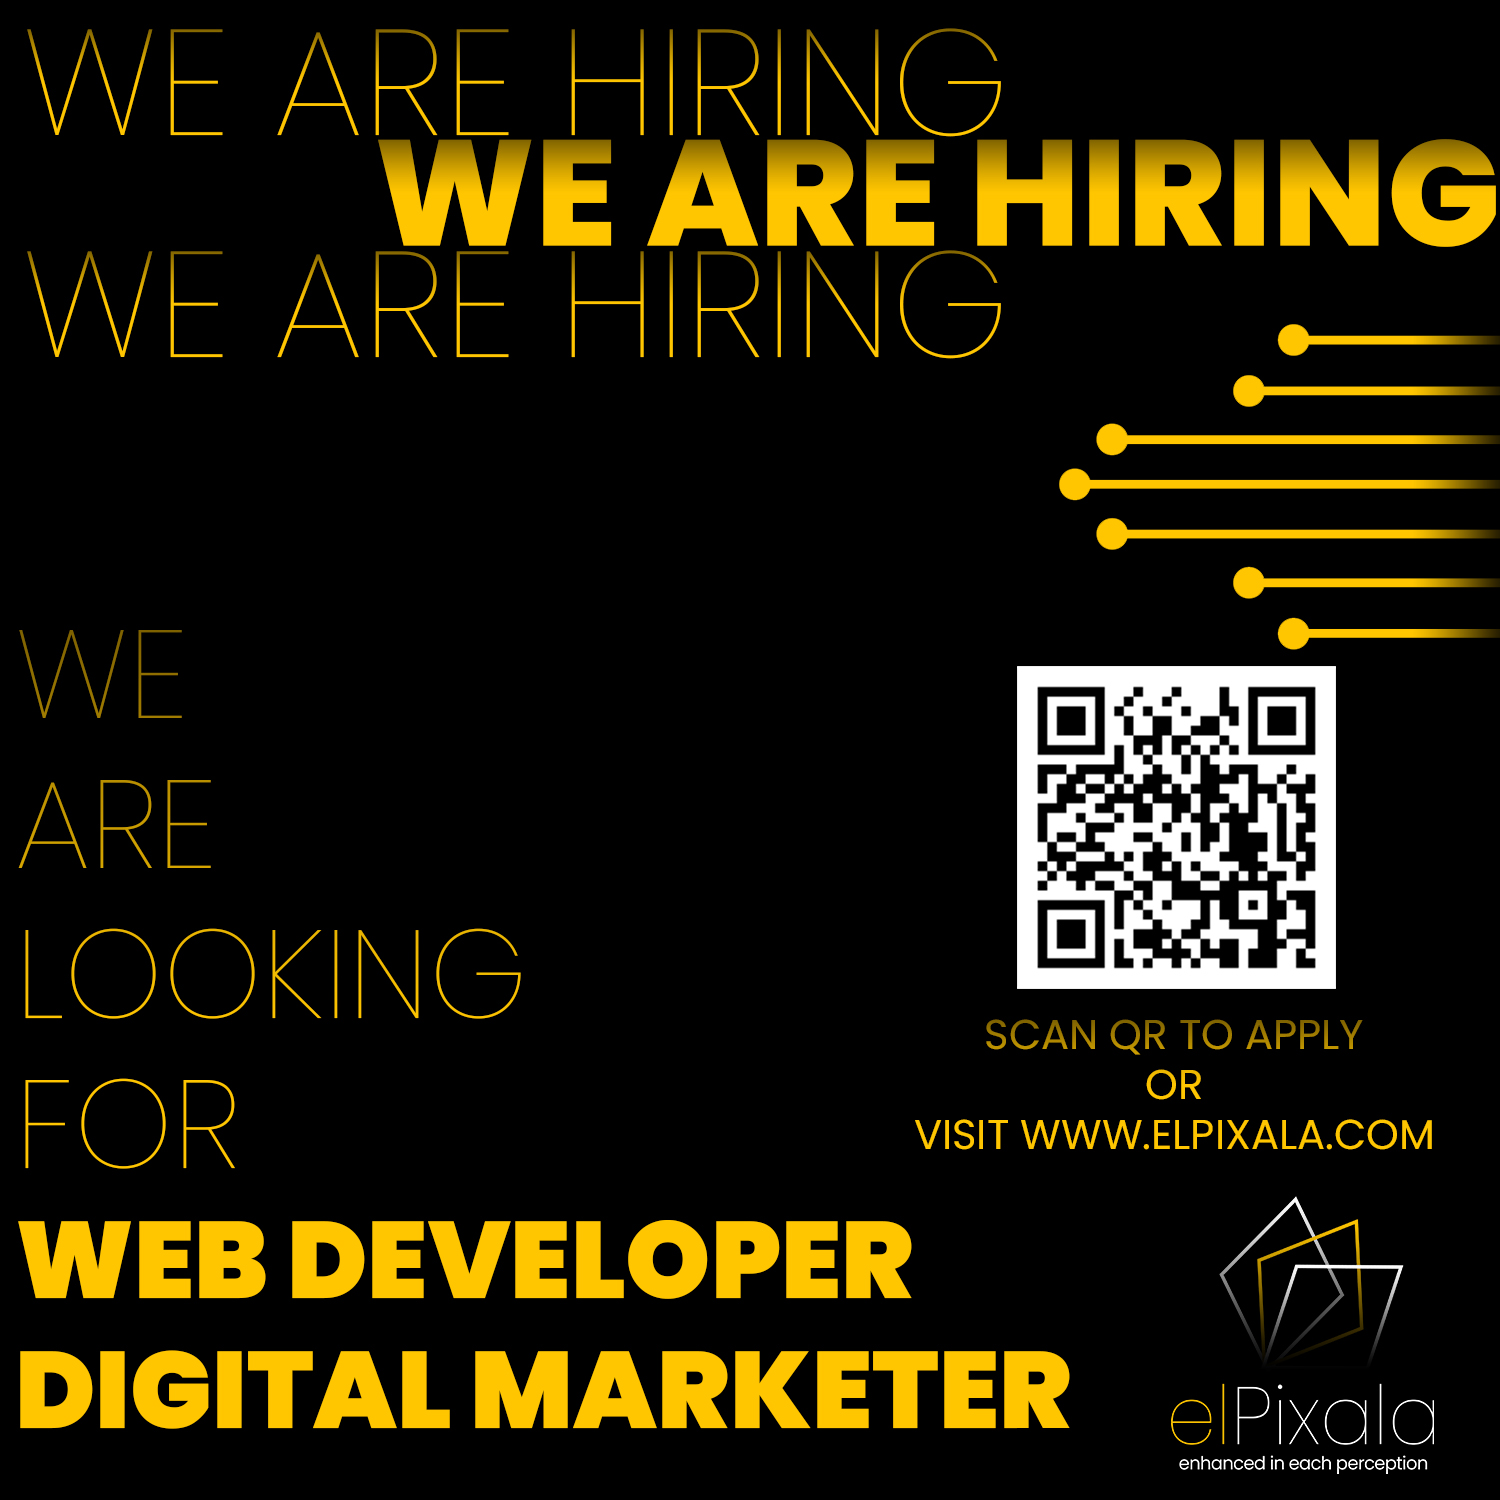 WE ARE HIRING
WE ARE HIRING
WE ARE HIRING
WE
ARE
LOOKING
FOR
WEB DEVELOPER
DIGITAL MARKETER
SCAN QR TO APPLY
OR
VISIT WWW.ELPIXALA.COM
elPixala
enhanced in each perception